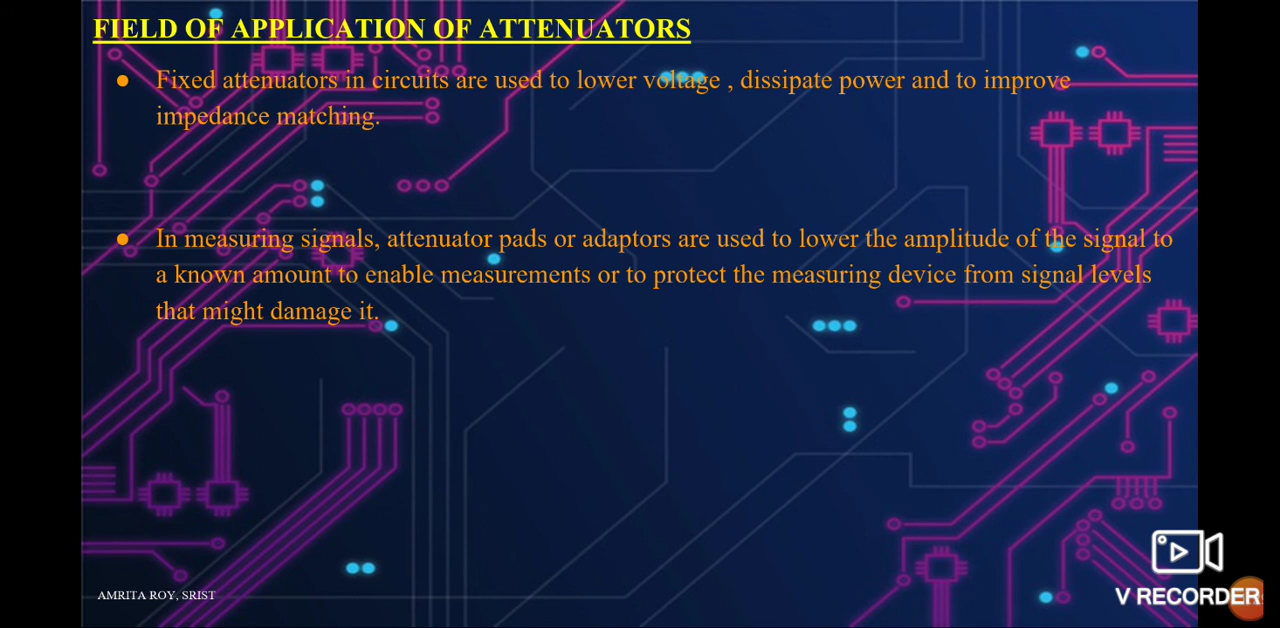 FIELD OF APPLICATION OF ATTENUATORS
● Fixed attenuators in circuits are used to lower voltage , dissipate power and to improve
impedance matching.
● In measuring signals, attenuator pads or adaptors are used to lower the amplitude of the signal to
a known amount to enable measurements or to protect the measuring device from signal levels
that might damage it.
AMRITA ROY, SRIST
V RECORDER